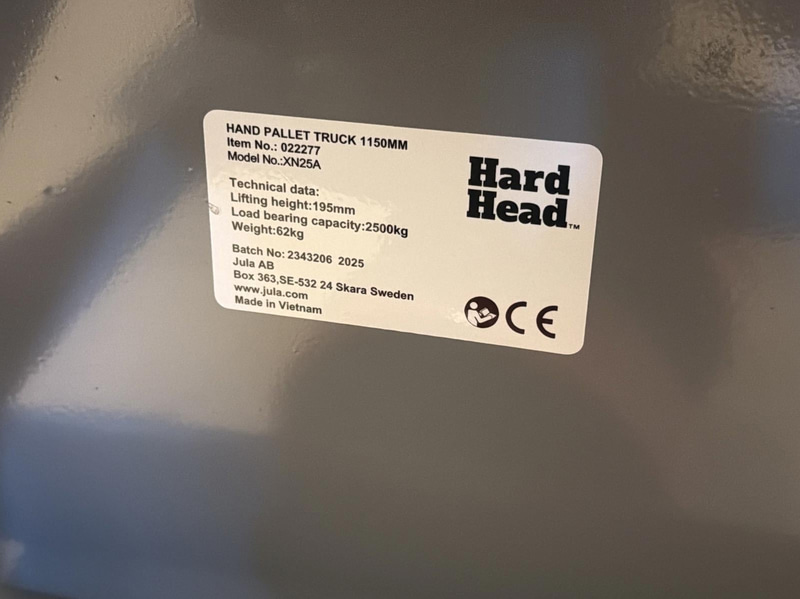 HAND PALLET TRUCK 1150MM
Item No.: 022277
Model No.:XN25A
Technical data:
Lifting height:195mm
Load bearing capacity:2500kg
Weight:62kg
Batch No: 2343206 2025
Jula AB
Box 363,SE-532 24 Skara Sweden
www.jula.com
Made in Vietnam
Hard
Head™
CE